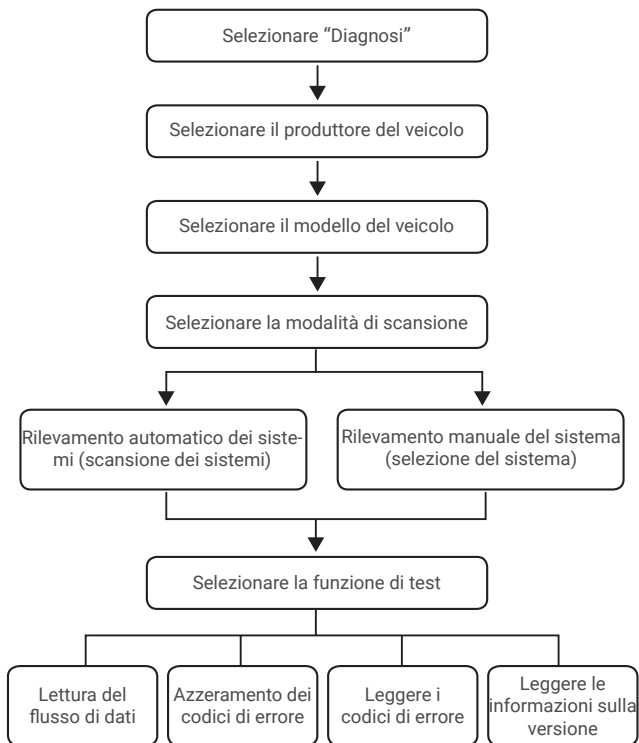 Selezionare “Diagnosi”
Selezionare il produttore del veicolo
Selezionare il modello del veicolo
Selezionare la modalità di scansione
Rilevamento automatico dei siste-
mi (scansione dei sistemi)
Rilevamento manuale del sistema
(selezione del sistema)
Selezionare la funzione di test
Lettura del
flusso di dati
Azzeramento dei
codici di errore
Leggere i
codici di errore
Leggere le
informazioni sulla
versione